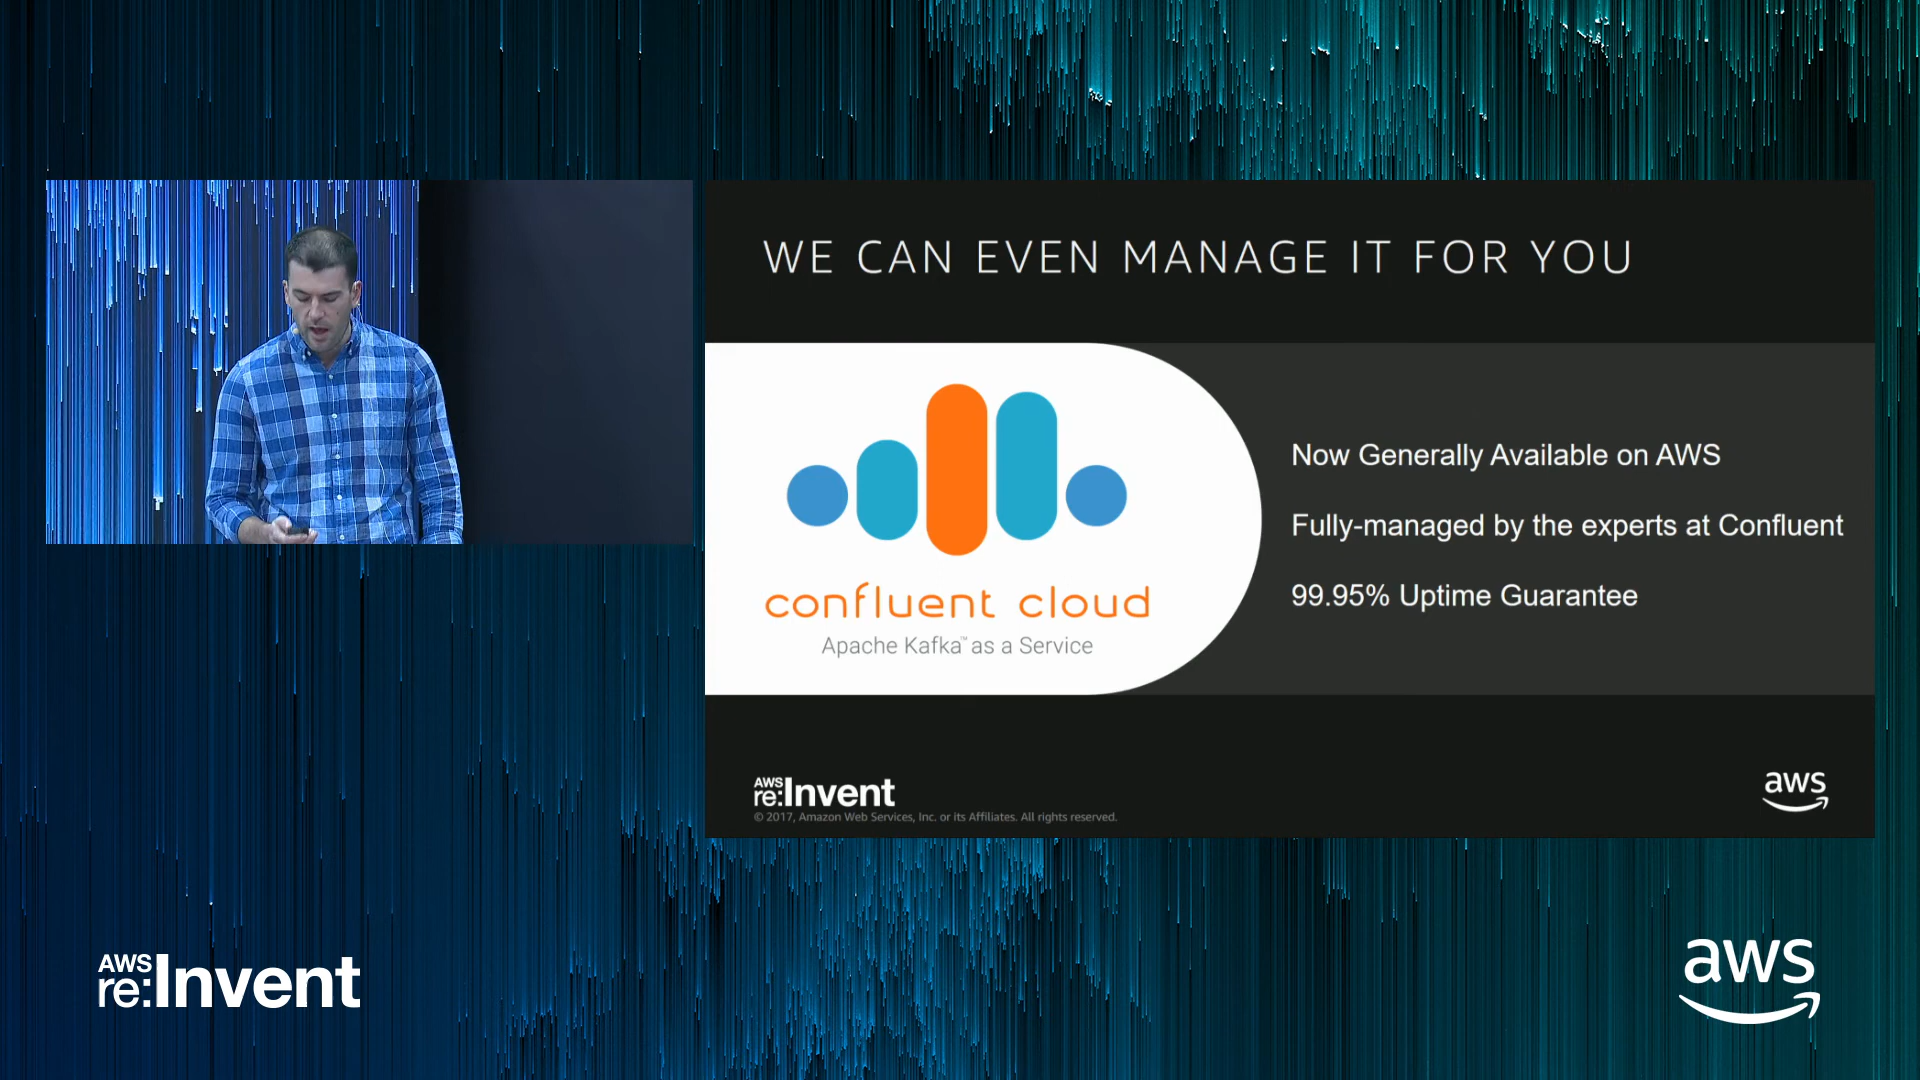 WE CAN EVEN MANAGE IT FOR YOU
confluent cloud
Apache Kafka™ as a Service
Now Generally Available on AWS
Fully-managed by the experts at Confluent
99.95% Uptime Guarantee
AWS
re:Invent
© 2017, Amazon Web Services, Inc. or its Affiliates. All rights reserved.
aws
AWS
re:Invent
aws